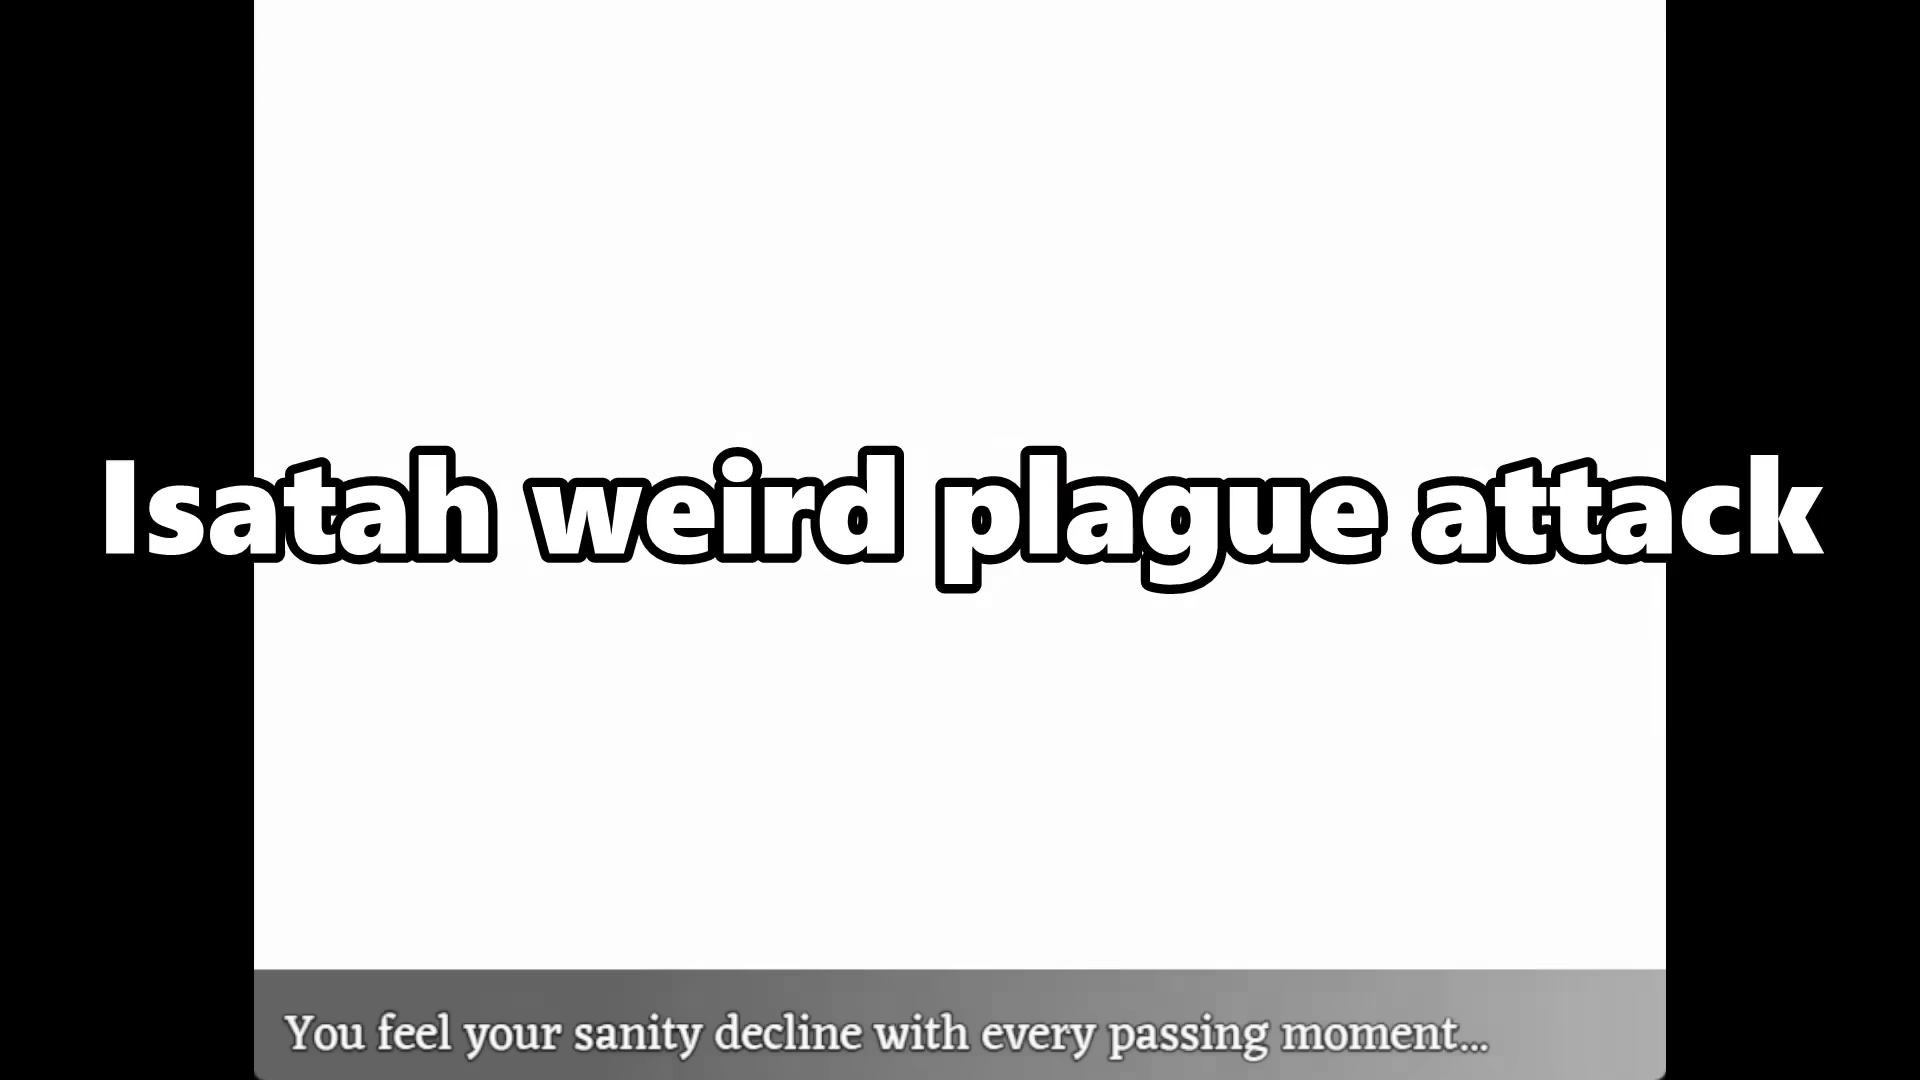 Isatah weird plague attack
You feel your sanity decline with every passing moment...